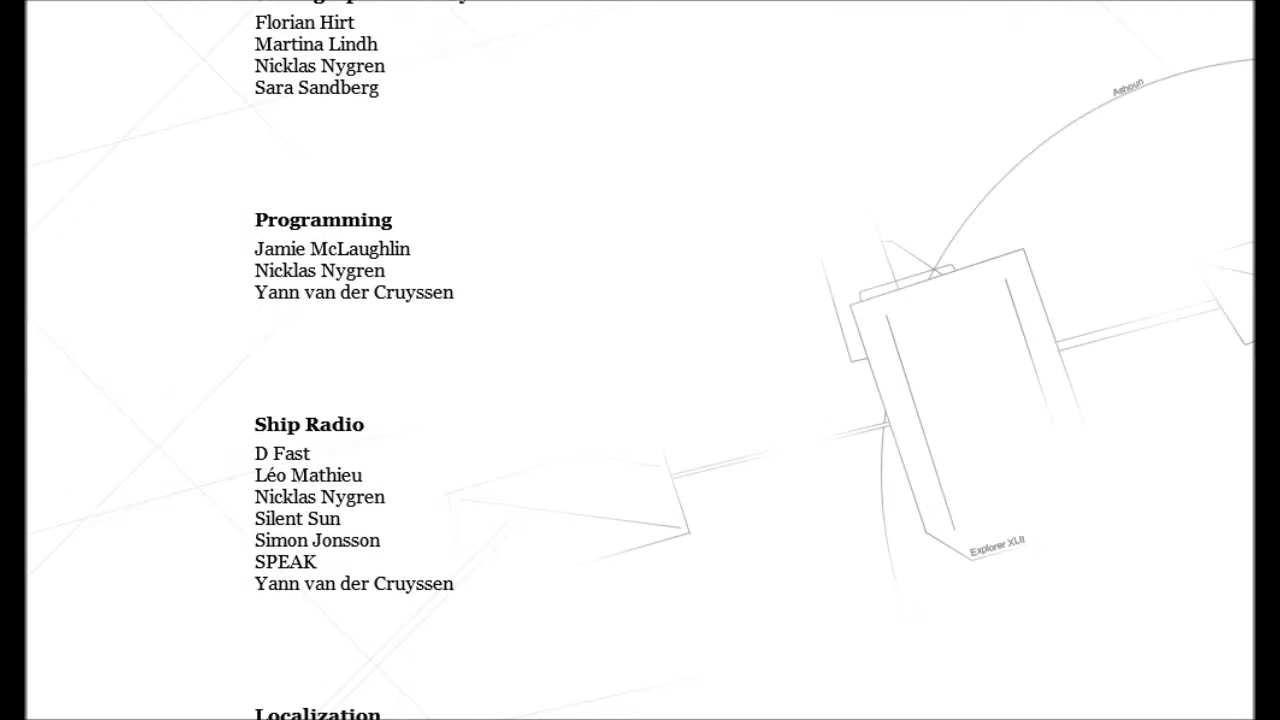 Florian Hirt
Martina Lindh
Nicklas Nygren
Sara Sandberg
Ashoun
Programming
Jamie McLaughlin
Nicklas Nygren
Yann van der Cruyssen
Ship Radio
D Fast
Léo Mathieu
Nicklas Nygren
Silent Sun
Simon Jonsson
SPEAK
Yann van der Cruyssen
Explorer XLII
Localization